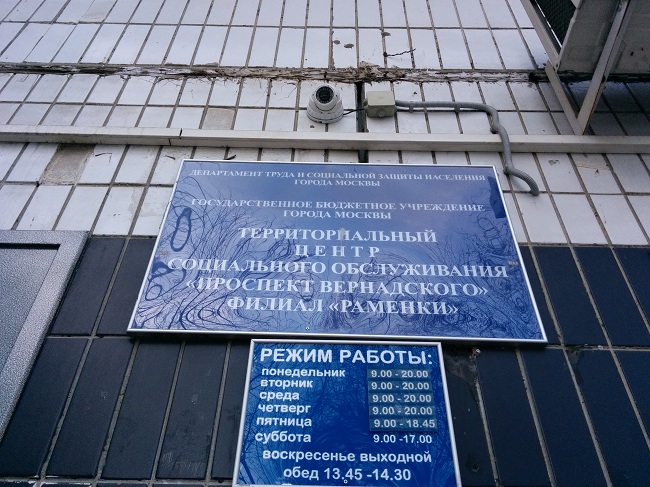 ДЕПАРТАМЕНТ ТРУДА И СОЦИАЛЬНОЙ ЗАЩИТЫ НАСЕЛЕНИЯ
ГОРОДА МОСКВЫ
ГОСУДАРСТВЕННОЕ БЮДЖЕТНОЕ УЧРЕЖДЕНИЕ
ГОРОДА МОСКВЫ
ТЕРРИТОРИАЛЬНЫЙ
ЦЕНТР
СОЦИАЛЬНОГО ОБСЛУЖИВАНИЯ
«ПРОСПЕКТ ВЕРНАДСКОГО»
ФИЛИАЛ «РАМЕНКИ»
РЕЖИМ РАБОТЫ:
понедельник 9.00 - 20.00
вторник 9.00 - 20.00
среда 9.00 - 20.00
четверг 9.00 - 20.00
пятница 9.00 - 18.45
суббота 9.00 -17.00
воскресенье выходной
обед 13.45 -14.30